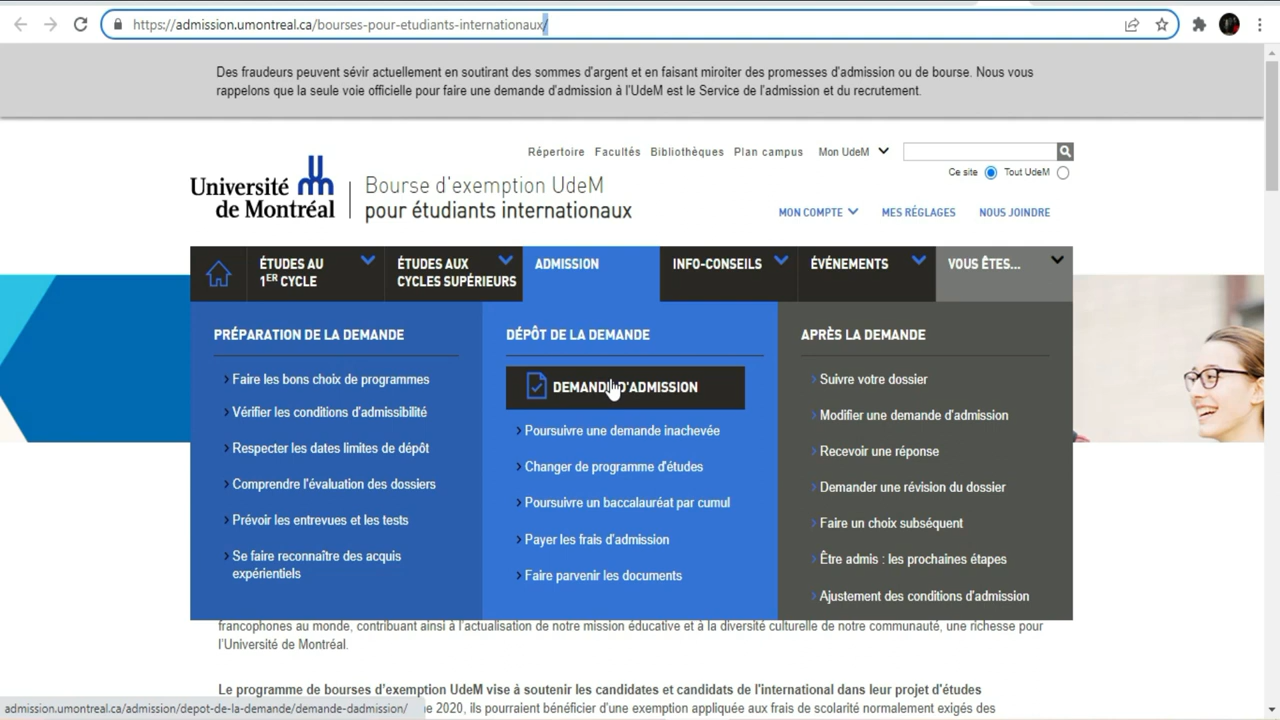 https://admission.umontreal.ca/bourses-pour-etudiants-internationaux/
Des fraudeurs peuvent sévir actuellement en soutirant des sommes d'argent et en faisant miroiter des promesses d'admission ou de bourse. Nous vous
rappelons que la seule voie officielle pour faire une demande d'admission à l'UdeM est le Service de l'admission et du recrutement.
Répertoire Facultés Bibliothèques Plan campus Mon UdeM
Ce site Tout UdeM
Université
de Montréal
Bourse d'exemption UdeM
pour étudiants internationaux
MON COMPTE MES RÉGLAGES NOUS JOINDRE
ÉTUDES AU
1ER CYCLE
ÉTUDES AUX
CYCLES SUPÉRIEURS
ADMISSION
INFO-CONSEILS
ÉVÉNEMENTS
VOUS ÊTES...
PRÉPARATION DE LA DEMANDE
Faire les bons choix de programmes
Vérifier les conditions d'admissibilité
Respecter les dates limites de dépôt
Comprendre l'évaluation des dossiers
Prévoir les entrevues et les tests
Se faire reconnaître des acquis
expérientiels
DÉPÔT DE LA DEMANDE
DEMANDE D'ADMISSION
Poursuivre une demande inachevée
Changer de programme d'études
Poursuivre un baccalauréat par cumul
Payer les frais d'admission
Faire parvenir les documents
APRÈS LA DEMANDE
Suivre votre dossier
Modifier une demande d'admission
Recevoir une réponse
Demander une révision du dossier
Faire un choix subséquent
Être admis : les prochaines étapes
Ajustement des conditions d'admission
francophones au monde, contribuant ainsi à l'actualisation de notre mission éducative et à la diversité culturelle de notre communauté, une richesse pour
l'Université de Montréal.
Le programme de bourses d'exemption UdeM vise à soutenir les candidates et candidats de l'international dans leur projet d'études
ne 2020, ils pourraient bénéficier d'une exemption appliquée aux frais de scolarité normalement exigés des
admission.umontreal.ca/admission/depot-de-la-demande/demande-dadmission/